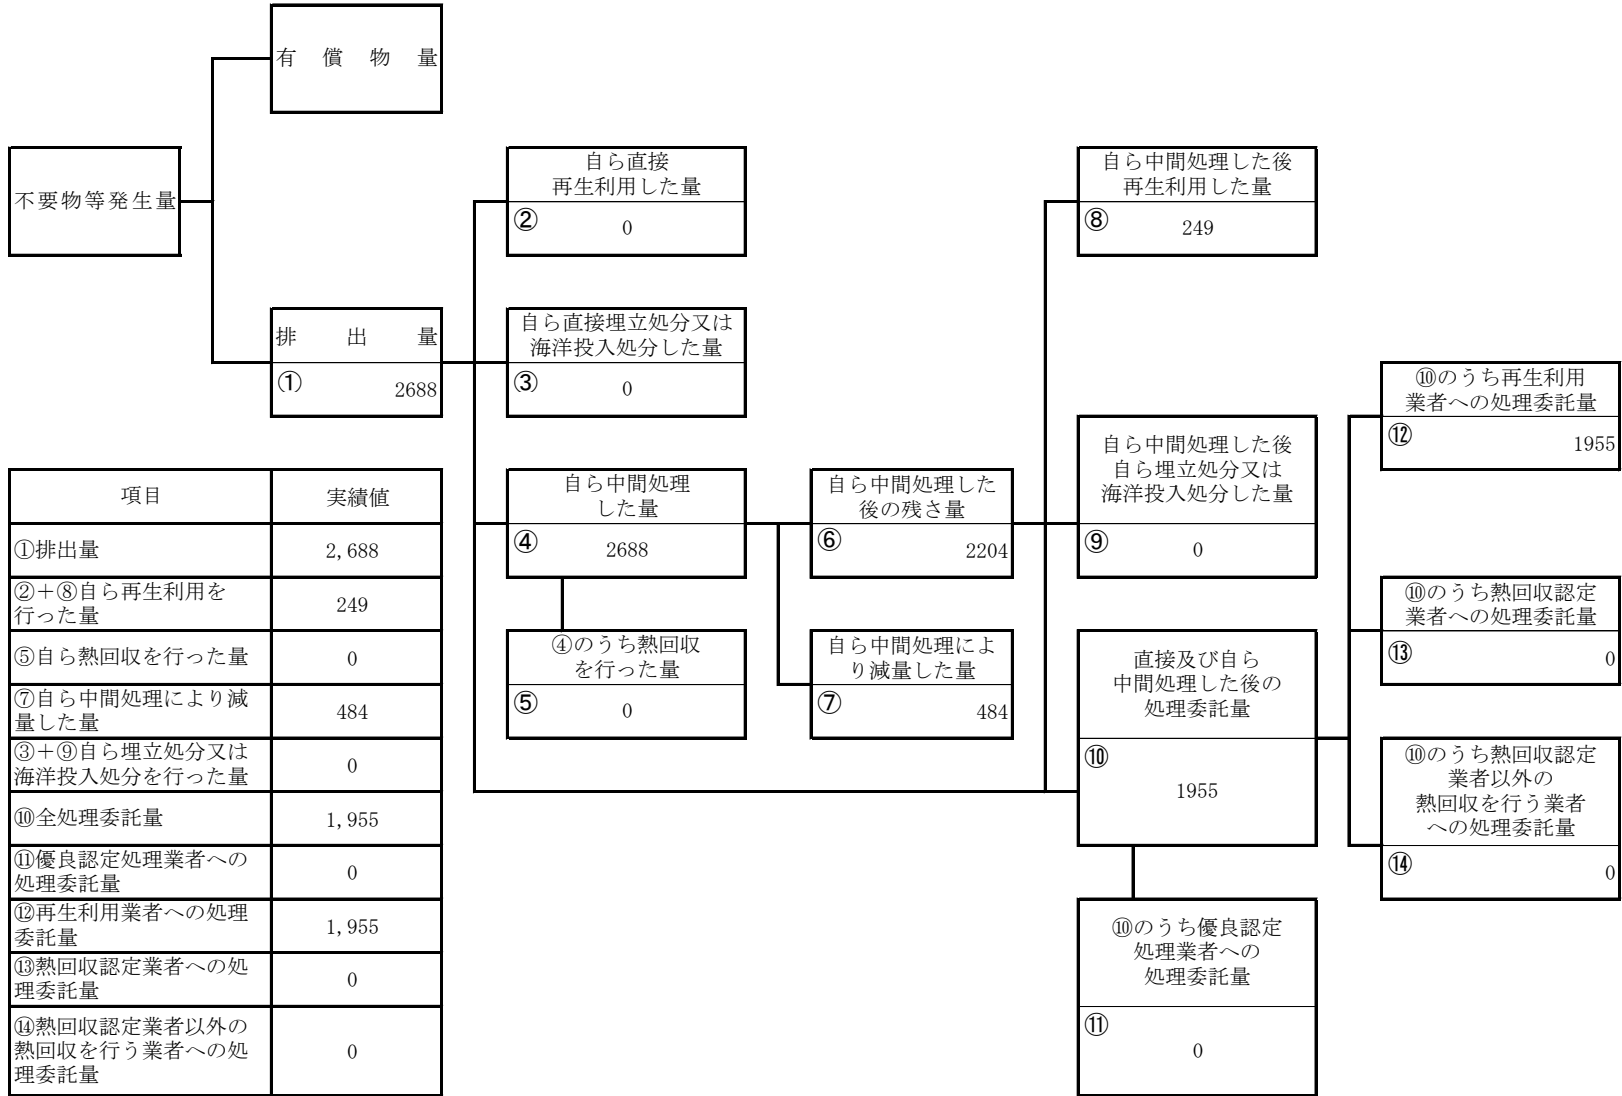 有償物量
不要物等発生量
排出量
①
2688
自ら直接
再生利用した量
②
0
自ら直接埋立処分又は
海洋投入処分した量
③
0
自ら中間処理
した量
④
2688
④のうち熱回収
を行った量
⑤
0
自ら中間処理した
後の残さ量
⑥
2204
自ら中間処理によ
り減量した量
⑦
484
自ら中間処理した後
再生利用した量
⑧
249
自ら中間処理した後
自ら埋立処分又は
海洋投入処分した量
⑨
0
直接及び自ら
中間処理した後の
処理委託量
⑩
1955
⑩のうち優良認定
処理業者への
処理委託量
⑪
0
⑩のうち再生利用
業者への処理委託量
⑫
1955
⑩のうち熱回収認定
業者への処理委託量
⑬
0
⑩のうち熱回収認定
業者以外の
熱回収を行う業者
への処理委託量
⑭
0
項目
実績値
①排出量
2,688
②+⑧自ら再生利用を
行った量
249
⑤自ら熱回収を行った量
0
⑦自ら中間処理により減
量した量
484
③+⑨自ら埋立処分又は
海洋投入処分を行った量
0
⑩全処理委託量
1,955
⑪優良認定処理業者への
処理委託量
0
⑫再生利用業者への処理
委託量
1,955
⑬熱回収認定業者への処
理委託量
0
⑭熱回収認定業者以外の
熱回収を行う業者への処
理委託量
0